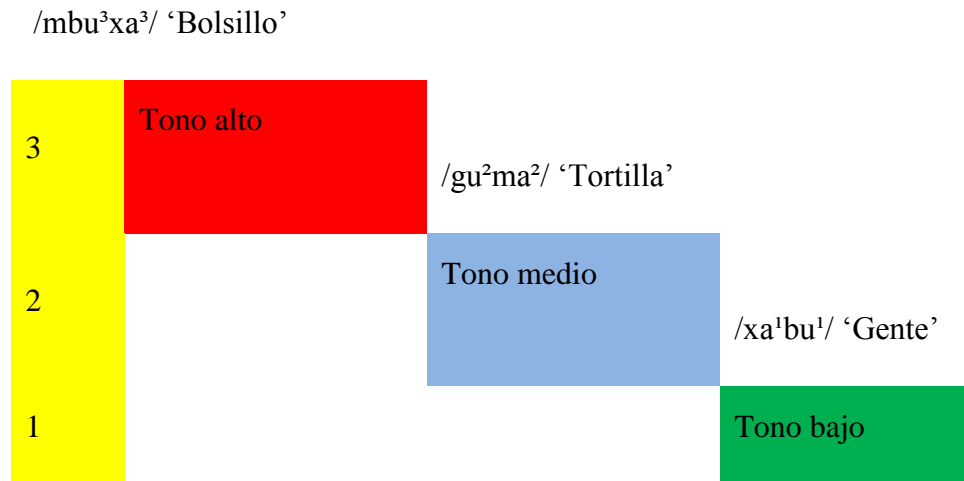 /mbu³xa³/ ‘Bolsillo’
3
Tono alto
/gu²ma²/ ‘Tortilla’
2
Tono medio
/xa¹bu¹/ ‘Gente’
1
Tono bajo